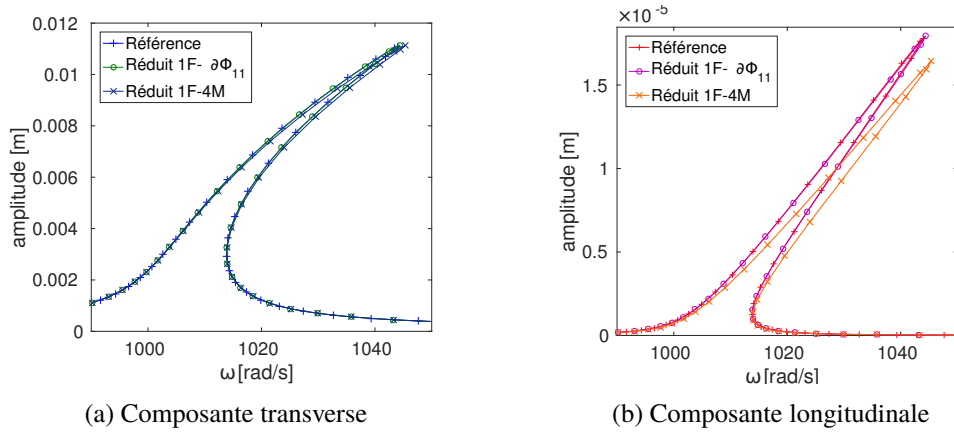 0.012
0.01
0.008
0.006
0.004
0.002
0
amplitude [m]
Référence
Réduit 1F- ∂Φ₁₁
Réduit 1F-4M
1000
1020
1040
ω [rad/s]
(a) Composante transverse
×10⁻⁵
1.5
1
0.5
0
amplitude [m]
Référence
Réduit 1F- ∂Φ₁₁
Réduit 1F-4M
1000
1020
1040
ω [rad/s]
(b) Composante longitudinale